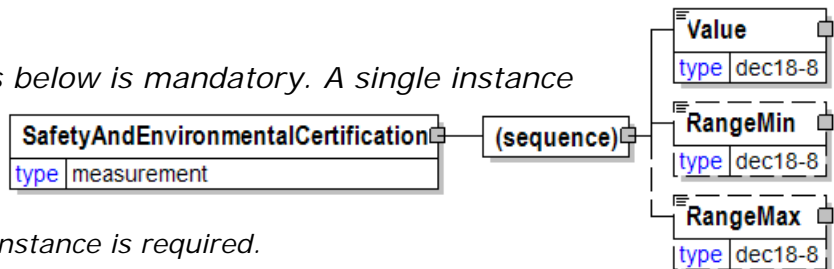 Value
type dec18-8
s below is mandatory. A single instance
RangeMin
SafetyAndEnvironmentalCertification
(sequence)
type dec18-8
type measurement
RangeMax
nstance is required.
type dec18-8